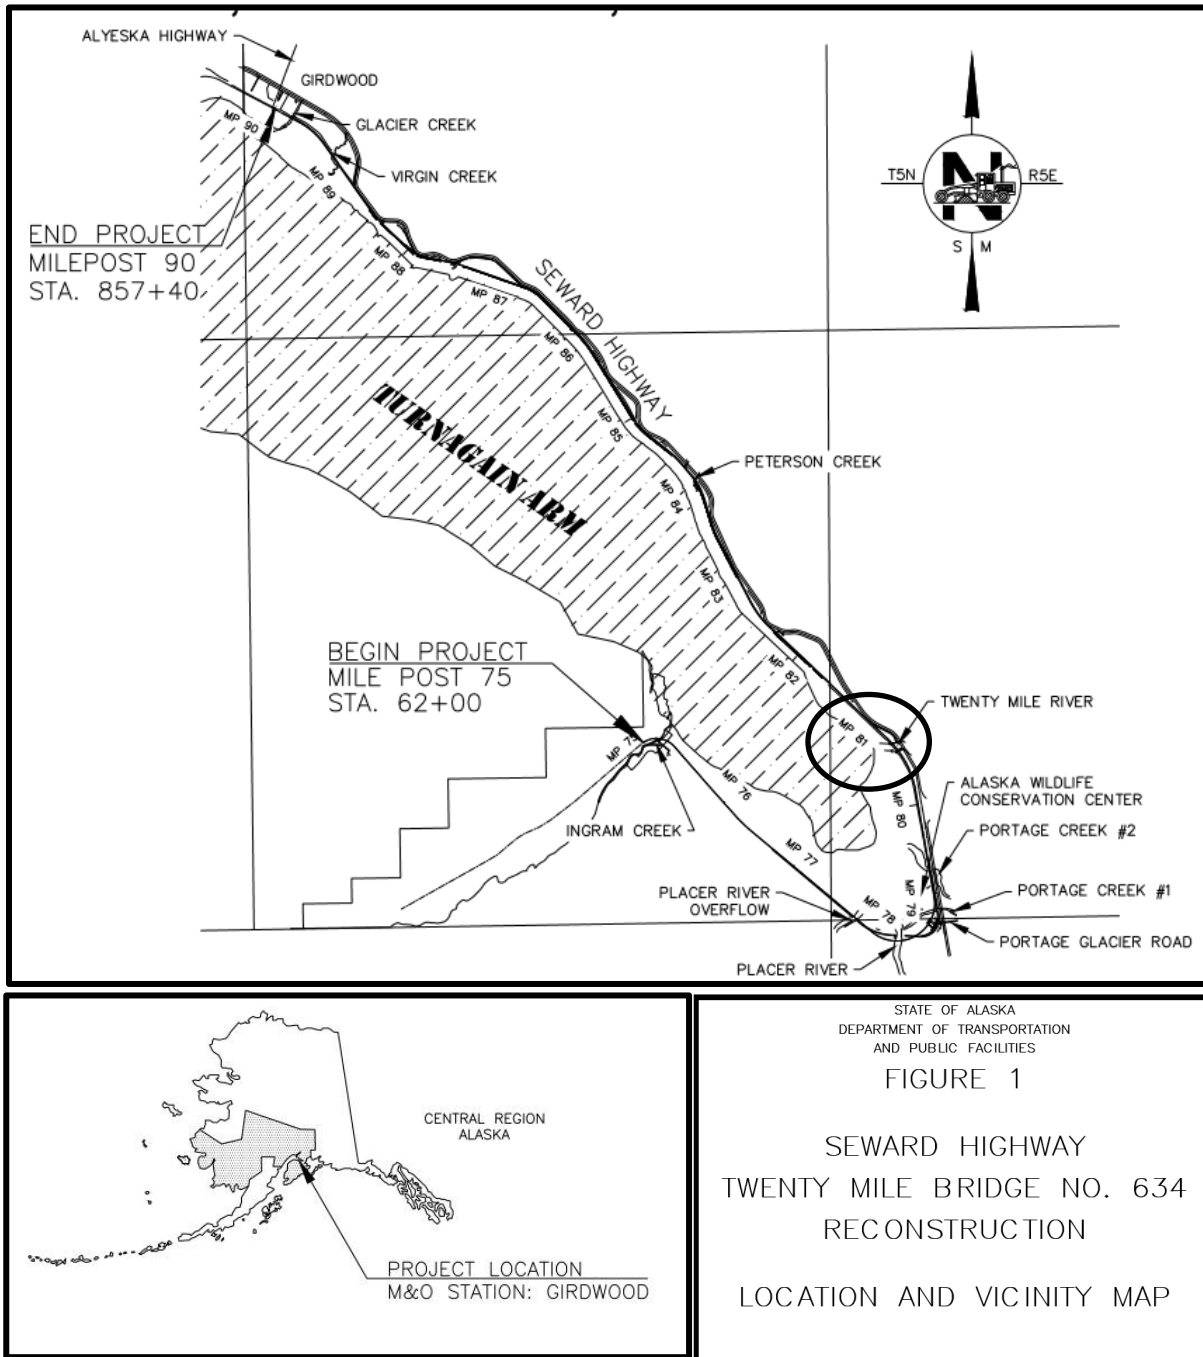 ALYESKA HIGHWAY
GIRDWOOD
GLACIER CREEK
VIRGIN CREEK
MP 90
MP 89
END PROJECT
MILEPOST 90
STA. 857+40
MP 88
MP 87
SEWARD HIGHWAY
MP 86
T5N
N
R5E
S M
TURNAGAIN ARM
MP 85
PETERSON CREEK
MP 84
MP 83
BEGIN PROJECT
MILE POST 75
STA. 62+00
MP 82
TWENTY MILE RIVER
MP 81
MP 75
MP 76
ALASKA WILDLIFE
CONSERVATION CENTER
MP 80
INGRAM CREEK
PORTAGE CREEK #2
MP 77
PLACER RIVER
OVERFLOW
MP 78
MP 79
PORTAGE CREEK #1
PORTAGE GLACIER ROAD
PLACER RIVER
CENTRAL REGION
ALASKA
PROJECT LOCATION
M&O STATION: GIRDWOOD
STATE OF ALASKA
DEPARTMENT OF TRANSPORTATION
AND PUBLIC FACILITIES
FIGURE 1
SEWARD HIGHWAY
TWENTY MILE BRIDGE NO. 634
RECONSTRUCTION
LOCATION AND VICINITY MAP